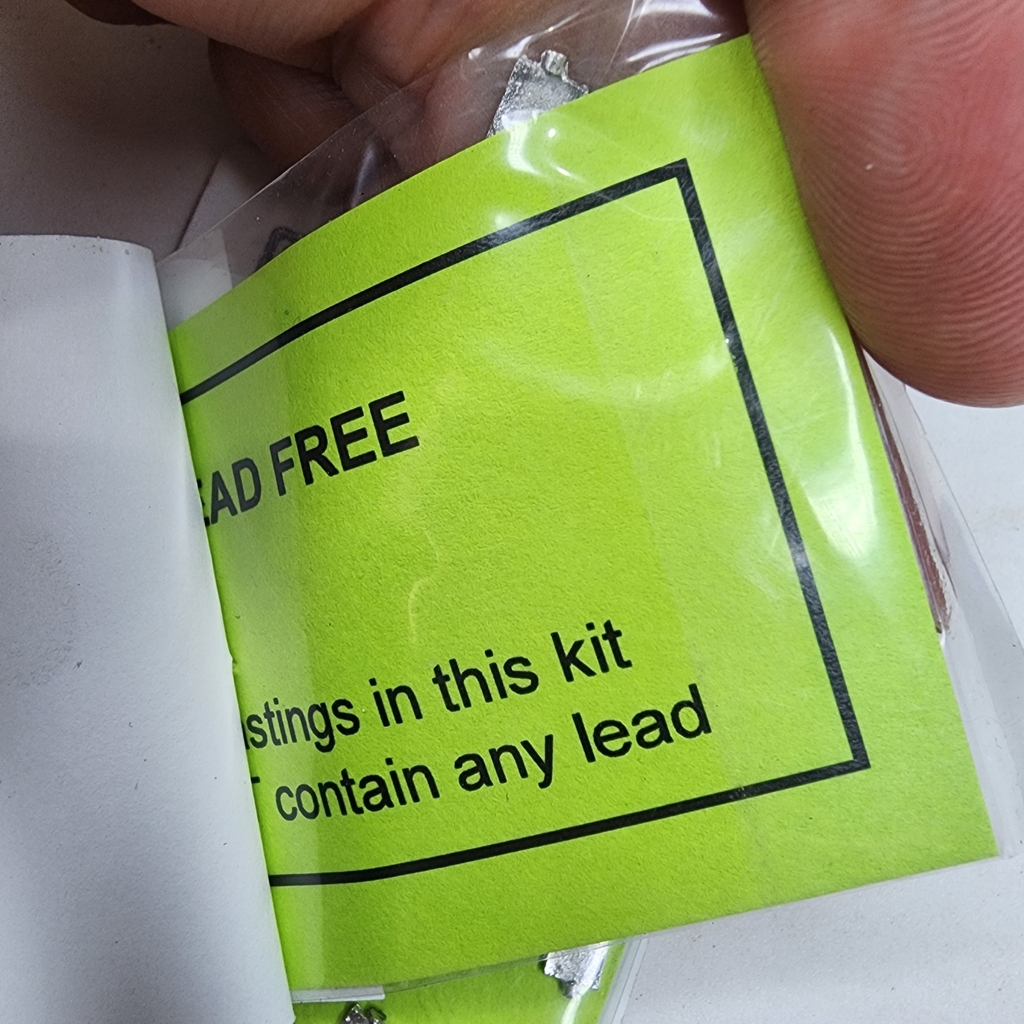 EAD FREE
stings in this kit
contain any lead